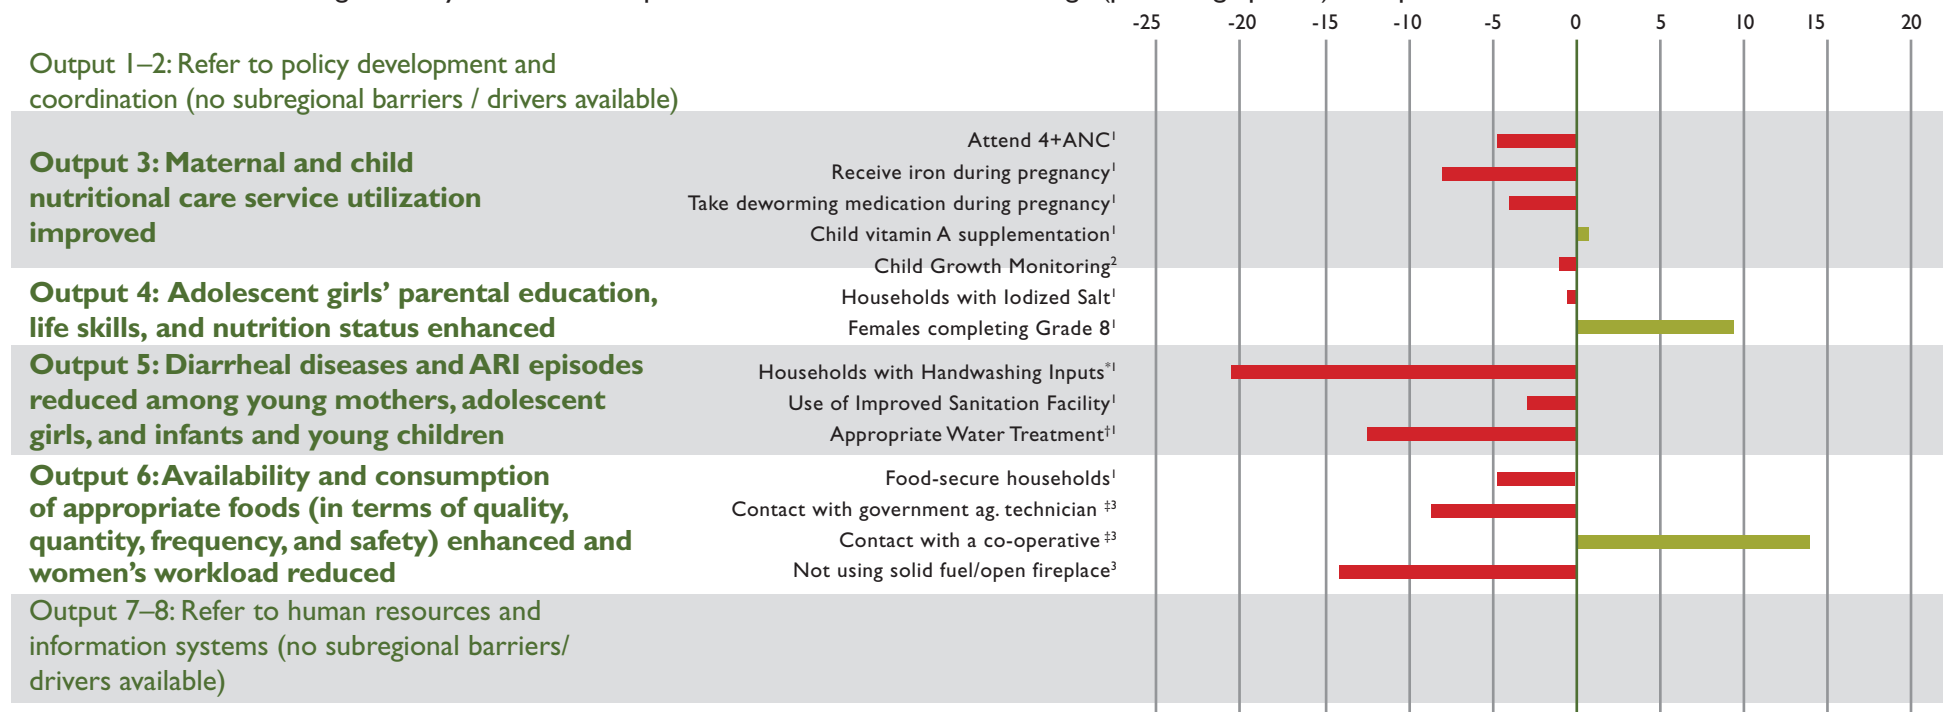 -25 -20 -15 -10 -5 0 5 10 15 20
Output 1–2: Refer to policy development and
coordination (no subregional barriers / drivers available)
Output 3: Maternal and child
nutritional care service utilization
improved
Attend 4+ANC¹
Receive iron during pregnancy¹
Take deworming medication during pregnancy¹
Child vitamin A supplementation¹
Child Growth Monitoring²
Output 4: Adolescent girls’ parental education,
life skills, and nutrition status enhanced
Households with Iodized Salt¹
Females completing Grade 8¹
Output 5: Diarrheal diseases and ARI episodes
reduced among young mothers, adolescent
girls, and infants and young children
Households with Handwashing Inputs*¹
Use of Improved Sanitation Facility¹
Appropriate Water Treatment†¹
Output 6: Availability and consumption
of appropriate foods (in terms of quality,
quantity, frequency, and safety) enhanced and
women’s workload reduced
Food-secure households¹
Contact with government ag. technician ‡³
Contact with a co-operative ‡³
Not using solid fuel/open fireplace³
Output 7–8: Refer to human resources and
information systems (no subregional barriers/
drivers available)